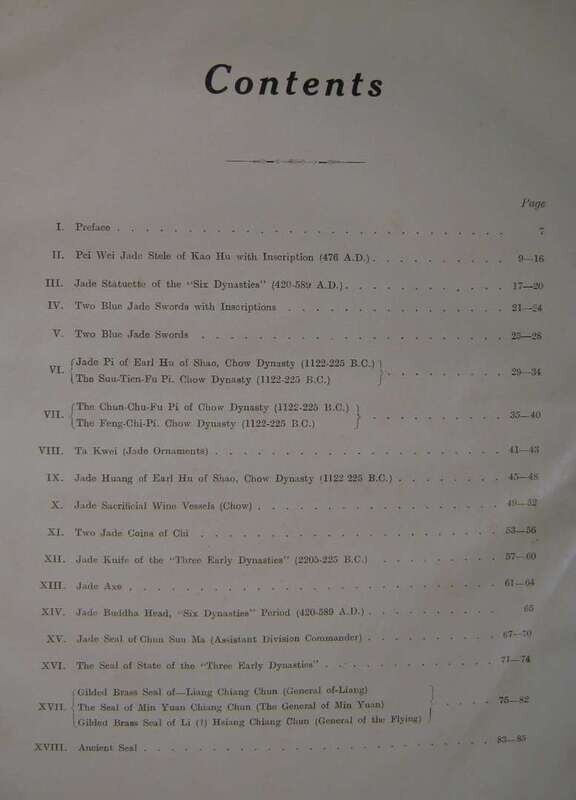 Contents
Page
I. Preface . . . . . . . . . . . . . . . . . . . . . . . . . . . 7
II. Pei Wei Jade Stele of Kao Hu with Inscription (476 A.D.) . . . . . . . . . 9—16
III. Jade Statuette of the "Six Dynasties" (420-589 A.D.) . . . . . . . . . . . 17—20
IV. Two Blue Jade Swords with Inscriptions . . . . . . . . . . . . . . . 21—24
V. Two Blue Jade Swords . . . . . . . . . . . . . . . . . . . . . 25—28
VI. Jade Pi of Earl Hu of Shao, Chow Dynasty (1122-225 B.C.) . . . . . . . . . 29—34
The Suu-Tien-Fu Pi. Chow Dynasty (1122-225 B.C.)
VII. The Chun-Chu-Fu Pi of Chow Dynasty (1122-225 B.C.) . . . . . . . . . . 35—40
The Feng-Chi-Pi. Chow Dynasty (1122-225 B.C.)
VIII. Ta Kwei (Jade Ornaments) . . . . . . . . . . . . . . . . . . . . 41—43
IX. Jade Huang of Earl Hu of Shao, Chow Dynasty (1122-225 B.C.) . . . . . . . . 45—48
X. Jade Sacrificial Wine Vessels (Chow) . . . . . . . . . . . . . . . . . 49—52
XI. Two Jade Coins of Chi . . . . . . . . . . . . . . . . . . . . . 53—56
XII. Jade Knife of the "Three Early Dynasties" (2205-225 B.C.) . . . . . . . . . 57—60
XIII. Jade Axe . . . . . . . . . . . . . . . . . . . . . . . . . . 61—64
XIV. Jade Buddha Head, "Six Dynasties" Period (420-589 A.D.) . . . . . . . . . . 65
XV. Jade Seal of Chun Suu Ma (Assistant Division Commander) . . . . . . . . . . 67—70
XVI. The Seal of State of the "Three Early Dynasties" . . . . . . . . . . . . . 71—74
Gilded Brass Seal of—Liang Chiang Chun (General of-Liang)
XVII. The Seal of Min Yuan Chiang Chun (The General of Min Yuan) . . . . 75—82
Gilded Brass Seal of Li (?) Hsiang Chiang Chun (General of the Flying)
XVIII. Ancient Seal . . . . . . . . . . . . . . . . . . . . . . . . . 83—85